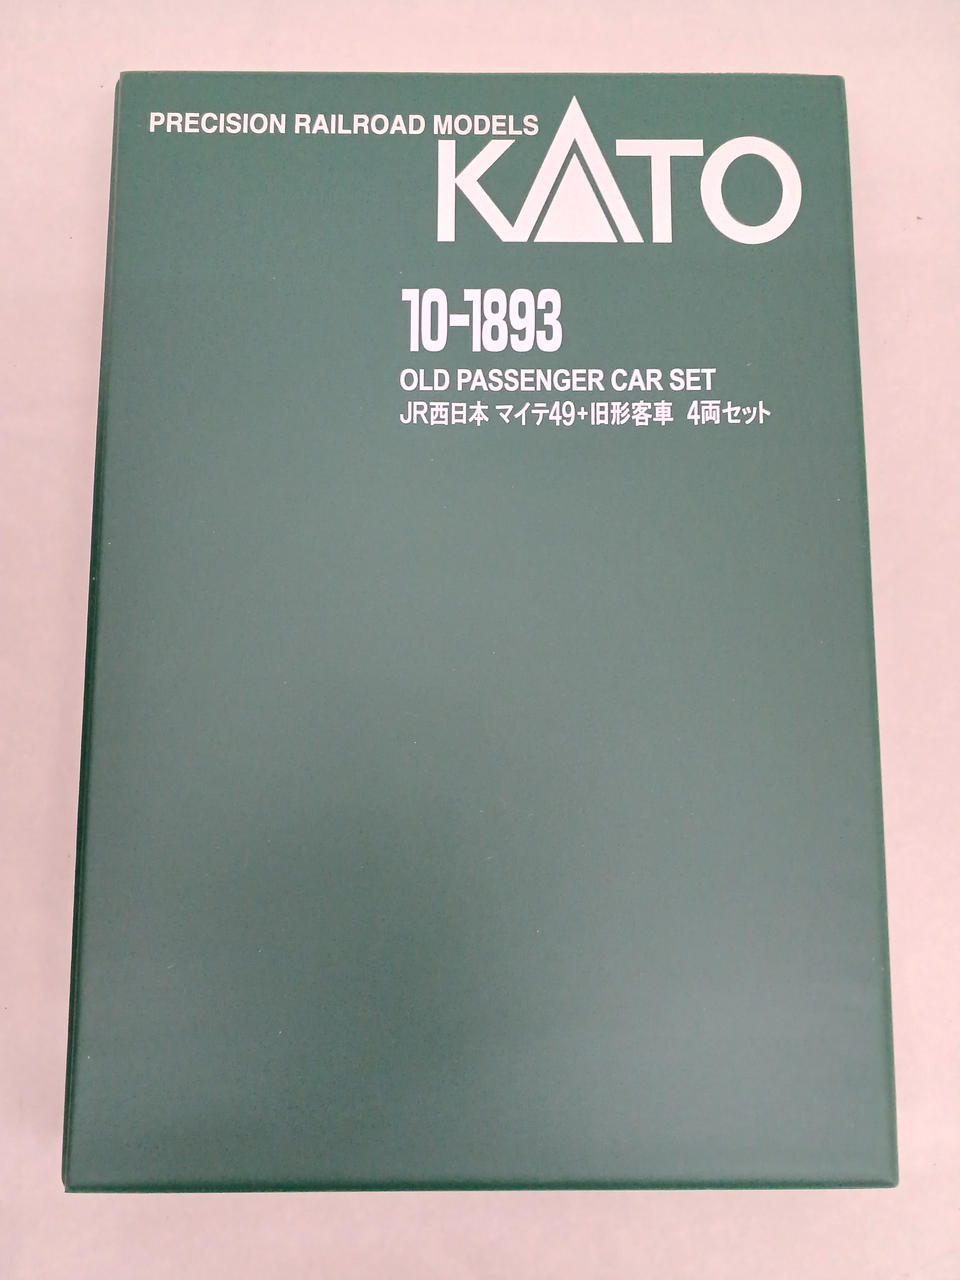 PRECISION RAILROAD MODELS
KATO
10-1893
OLD PASSENGER CAR SET
JR西日本 マイテ49+旧形客車 4両セット